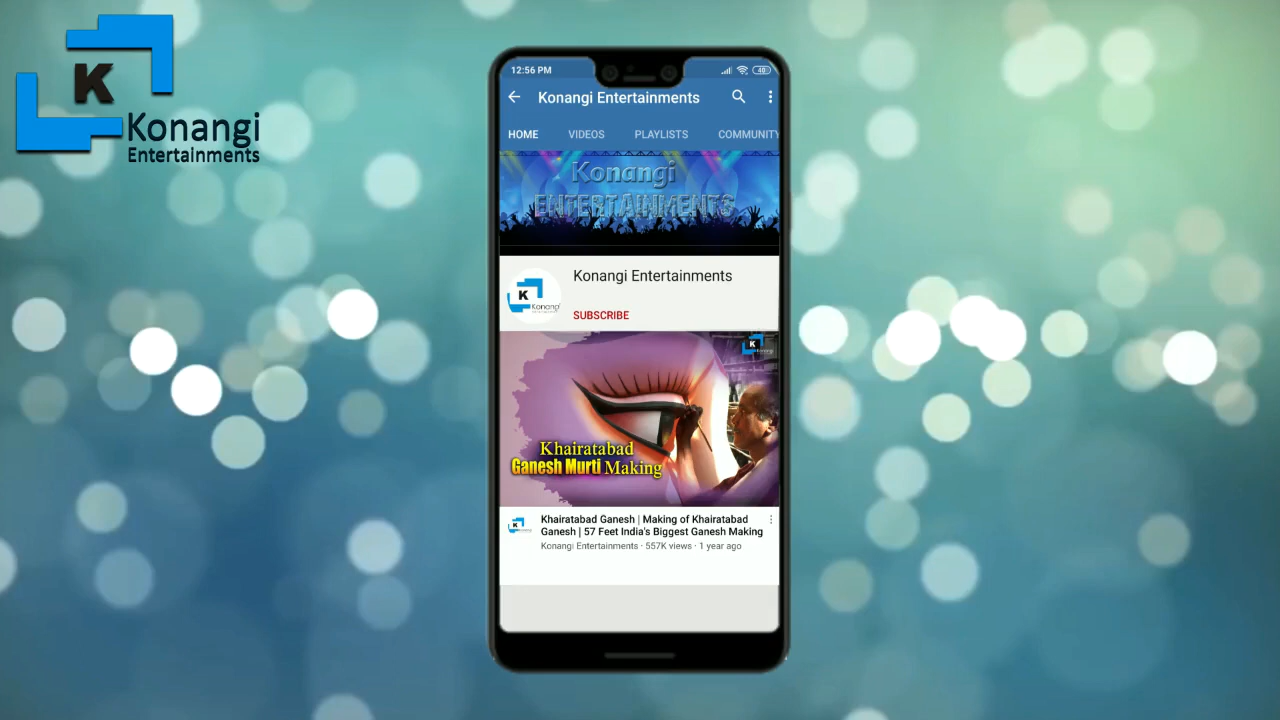 K
Konangi
Entertainments
12:56 PM
40
Konangi Entertainments
HOME VIDEOS PLAYLISTS COMMUNITY
Konangi
ENTERTAINMENTS
Konangi Entertainments
K
SUBSCRIBE
K
Khairatabad
Ganesh Murti Making
Khairatabad Ganesh | Making of Khairatabad
Ganesh | 57 Feet India's Biggest Ganesh Making
Konangi Entertainments · 557K views · 1 year ago